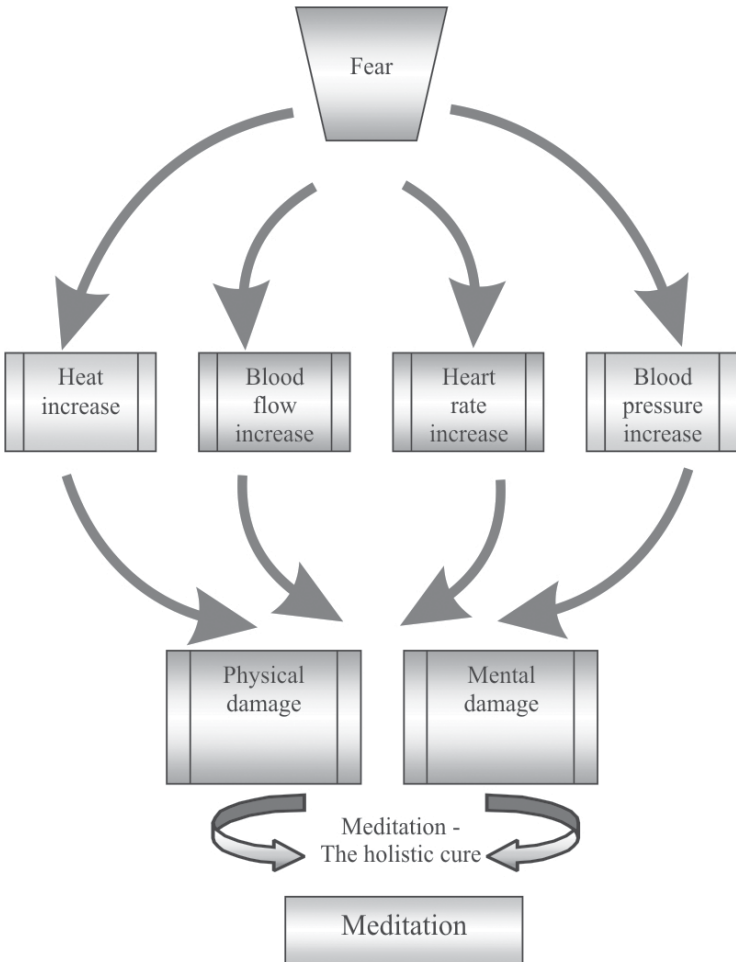 Fear
Heat
increase
Blood
flow
increase
Heart
rate
increase
Blood
pressure
increase
Physical
damage
Mental
damage
Meditation -
The holistic cure
Meditation